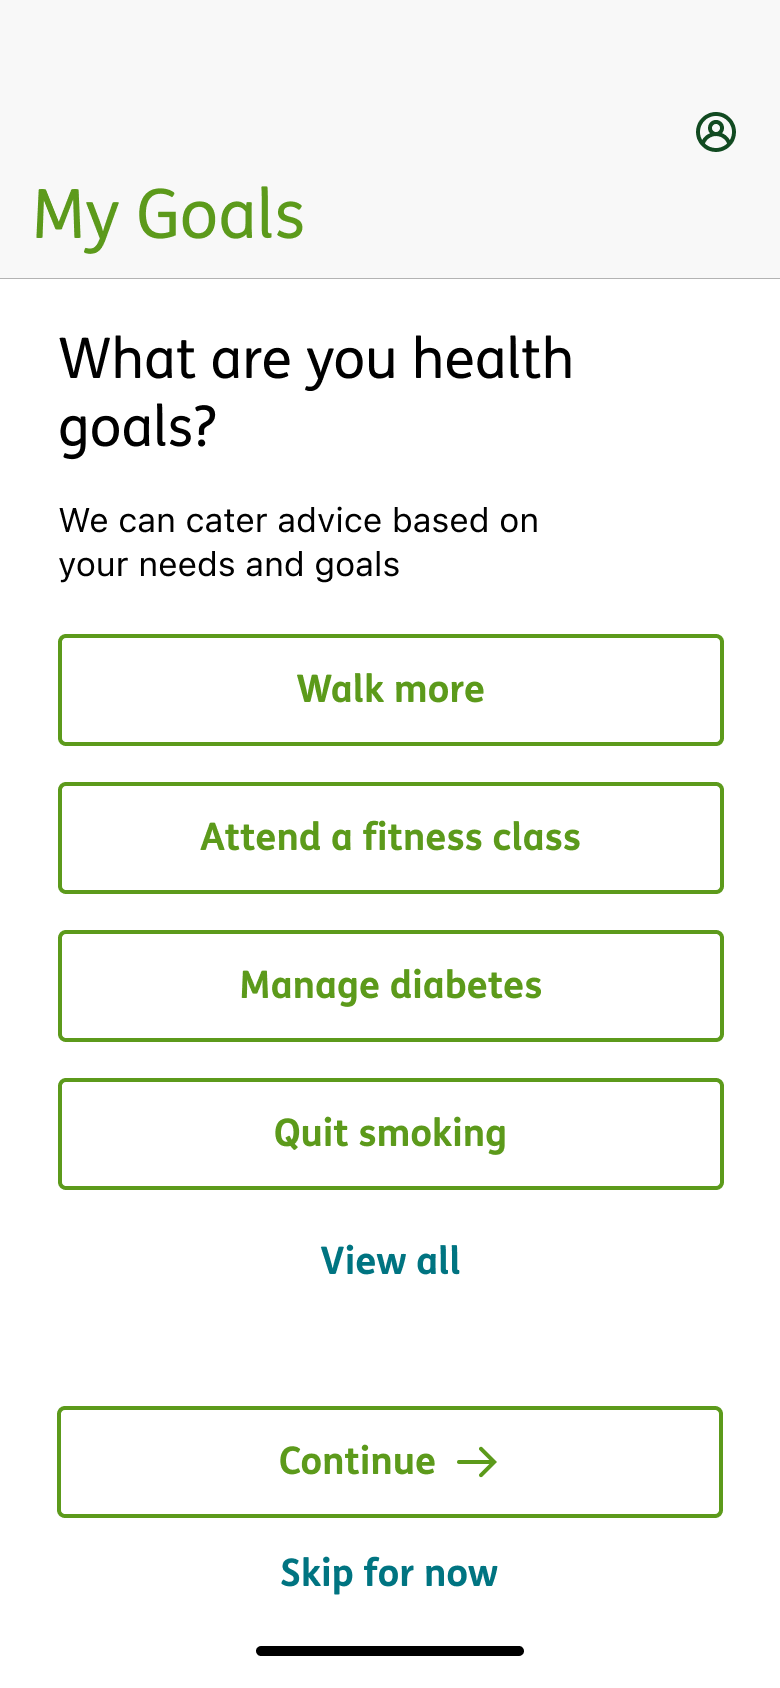 My Goals
What are you health
goals?
We can cater advice based on
your needs and goals
Walk more
Attend a fitness class
Manage diabetes
Quit smoking
View all
Continue →
Skip for now